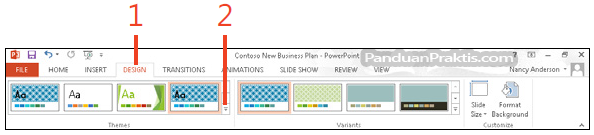 1 2
Contoso New Business Plan - PowerPoint
PanduanPraktis.com
FILE HOME INSERT DESIGN TRANSITIONS ANIMATIONS SLIDE SHOW REVIEW VIEW Nancy Anderson
Aa Aa Aa Aa
Slide Size Format Background
Themes Variants Customize